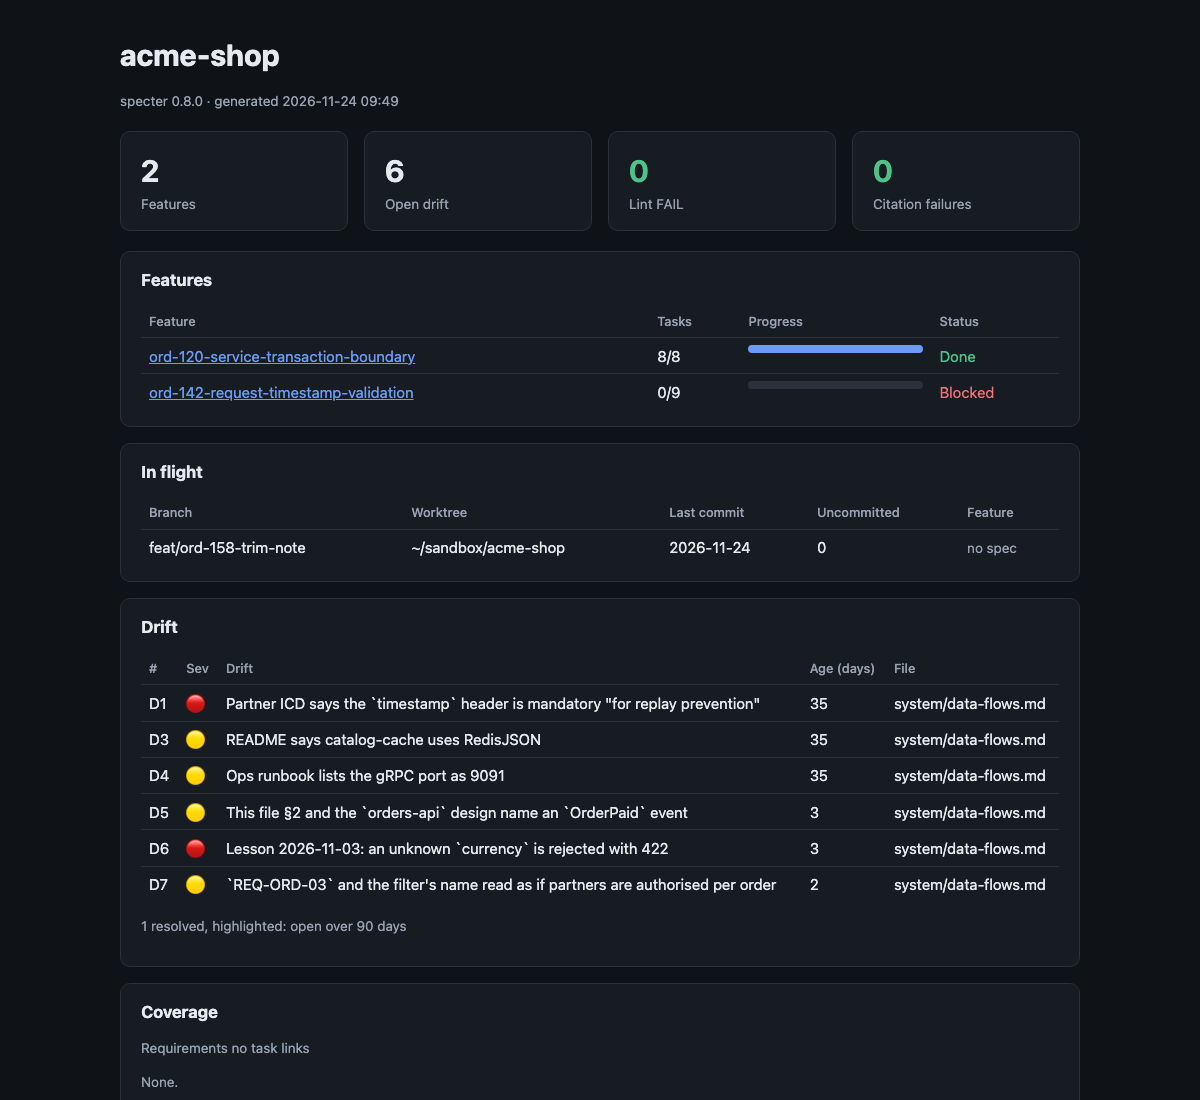 acme-shop
specter 0.8.0 · generated 2026-11-24 09:49
2
Features
6
Open drift
0
Lint FAIL
0
Citation failures
Features
Feature Tasks Progress Status
ord-120-service-transaction-boundary 8/8 Done
ord-142-request-timestamp-validation 0/9 Blocked
In flight
Branch Worktree Last commit Uncommitted Feature
feat/ord-158-trim-note ~/sandbox/acme-shop 2026-11-24 0 no spec
Drift
# Sev Drift Age (days) File
D1 Partner ICD says the `timestamp` header is mandatory "for replay prevention" 35 system/data-flows.md
D3 README says catalog-cache uses RedisJSON 35 system/data-flows.md
D4 Ops runbook lists the gRPC port as 9091 35 system/data-flows.md
D5 This file §2 and the `orders-api` design name an `OrderPaid` event 3 system/data-flows.md
D6 Lesson 2026-11-03: an unknown `currency` is rejected with 422 3 system/data-flows.md
D7 `REQ-ORD-03` and the filter's name read as if partners are authorised per order 2 system/data-flows.md
1 resolved, highlighted: open over 90 days
Coverage
Requirements no task links
None.